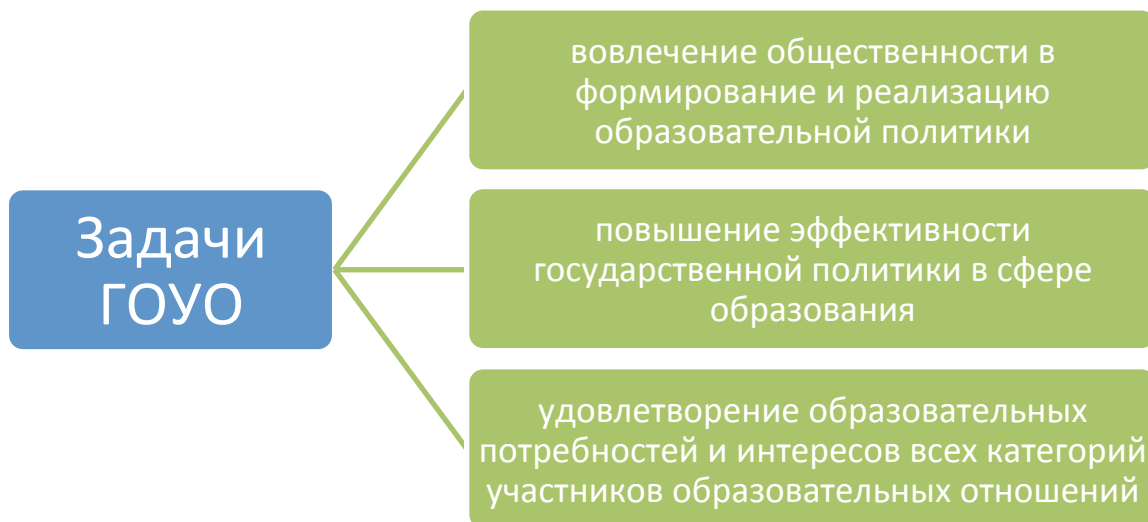 Задачи
ГОУО
вовлечение общественности в
формирование и реализацию
образовательной политики
повышение эффективности
государственной политики в сфере
образования
удовлетворение образовательных
потребностей и интересов всех категорий
участников образовательных отношений